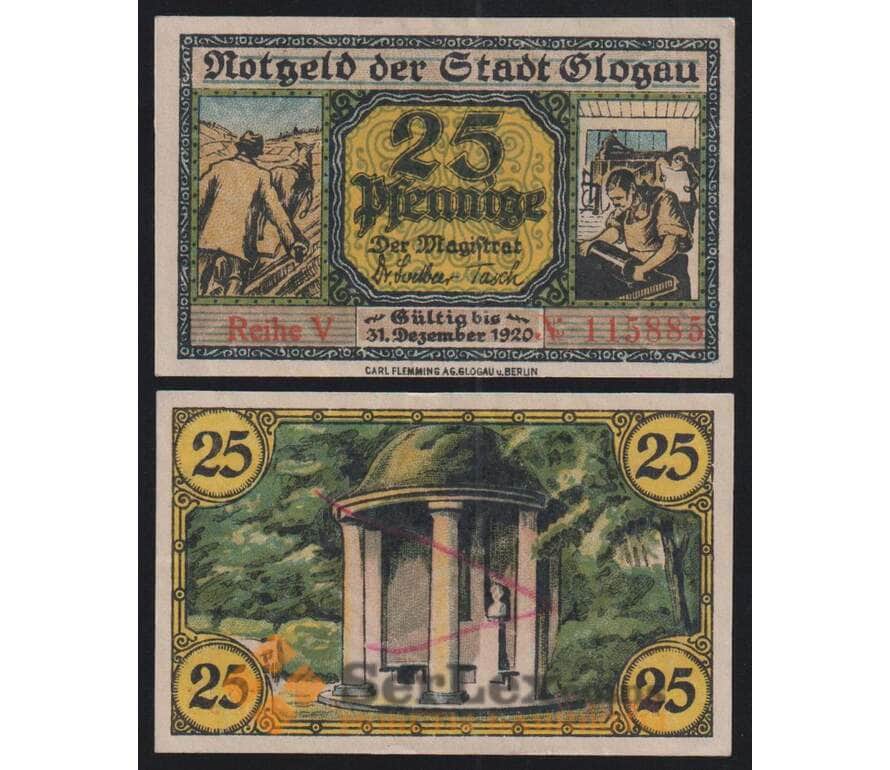 Notgeld der Stadt Glogau
25
Pfennige
Der Magistrat
Reihe V
Gültig bis
31. Dezember 1920
№ 115885
CARL FLEMMING A.G. GLOGAU u. BERLIN
25 25
25 25
SerLex